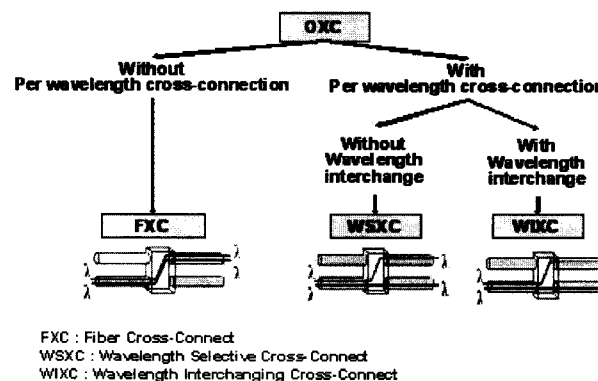 OXC
Without
Per wavelength cross-connection
With
Per wavelength cross-connection
Without
Wavelength
interchange
With
Wavelength
interchange
FXC
WSXC
WIXC
λ
λ
λ
λ
λ
λ
λ
λ
λ
λ
FXC : Fiber Cross-Connect
WSXC : Wavelength Selective Cross-Connect
WIXC : Wavelength Interchanging Cross-Connect